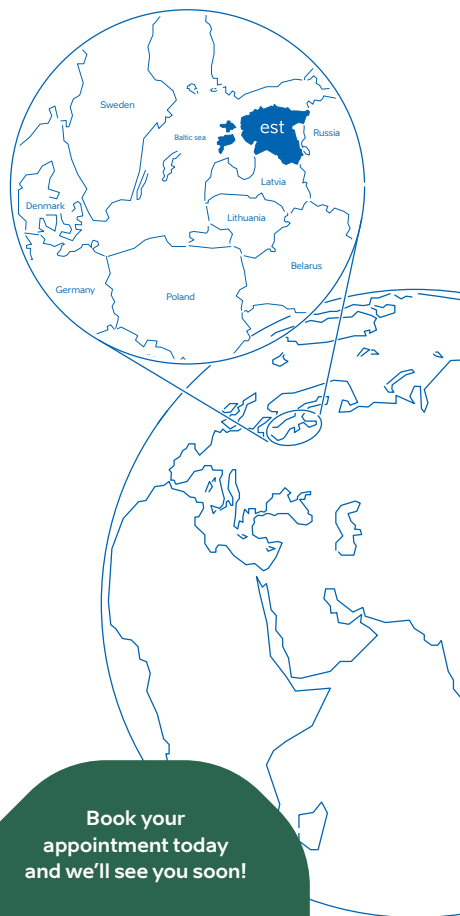 Sweden
Baltic sea
est
Russia
Latvia
Denmark
Lithuania
Belarus
Germany
Poland
Book your
appointment today
and we'll see you soon!